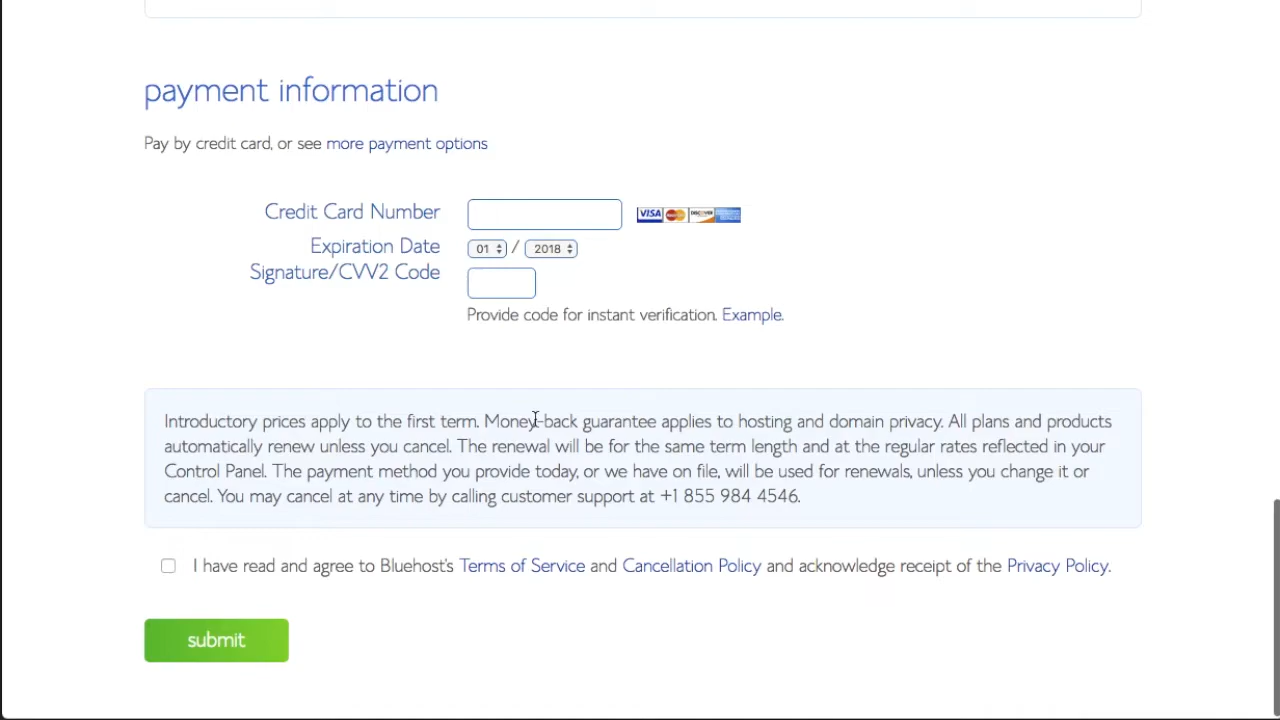 payment information
Pay by credit card, or see more payment options
Credit Card Number
VISA MasterCard DISCOVER
Expiration Date 01 / 2018
Signature/CVV2 Code
Provide code for instant verification. Example.
Introductory prices apply to the first term. Money-back guarantee applies to hosting and domain privacy. All plans and products
automatically renew unless you cancel. The renewal will be for the same term length and at the regular rates reflected in your
Control Panel. The payment method you provide today, or we have on file, will be used for renewals, unless you change it or
cancel. You may cancel at any time by calling customer support at +1 855 984 4546.
I have read and agree to Bluehost's Terms of Service and Cancellation Policy and acknowledge receipt of the Privacy Policy.
submit